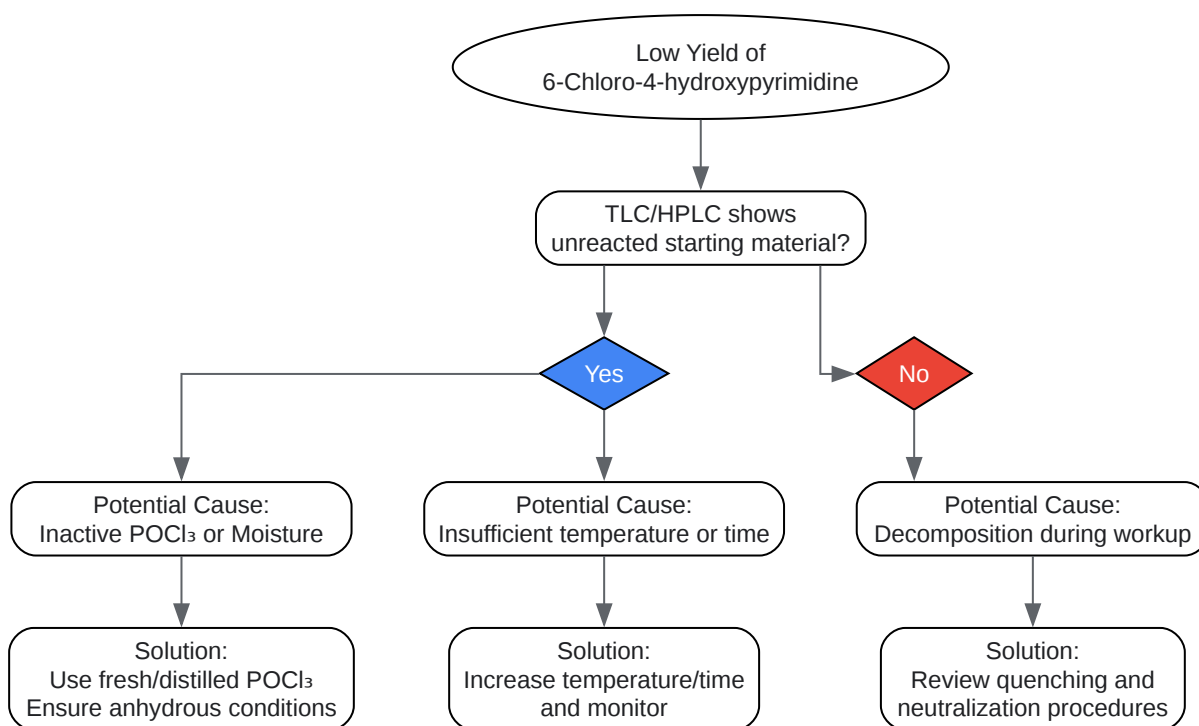 Low Yield of
6-Chloro-4-hydroxypyrimidine
TLC/HPLC shows
unreacted starting material?
Yes
No
Potential Cause:
Inactive POCl₃ or Moisture
Potential Cause:
Insufficient temperature or time
Potential Cause:
Decomposition during workup
Solution:
Use fresh/distilled POCl₃
Ensure anhydrous conditions
Solution:
Increase temperature/time
and monitor
Solution:
Review quenching and
neutralization procedures